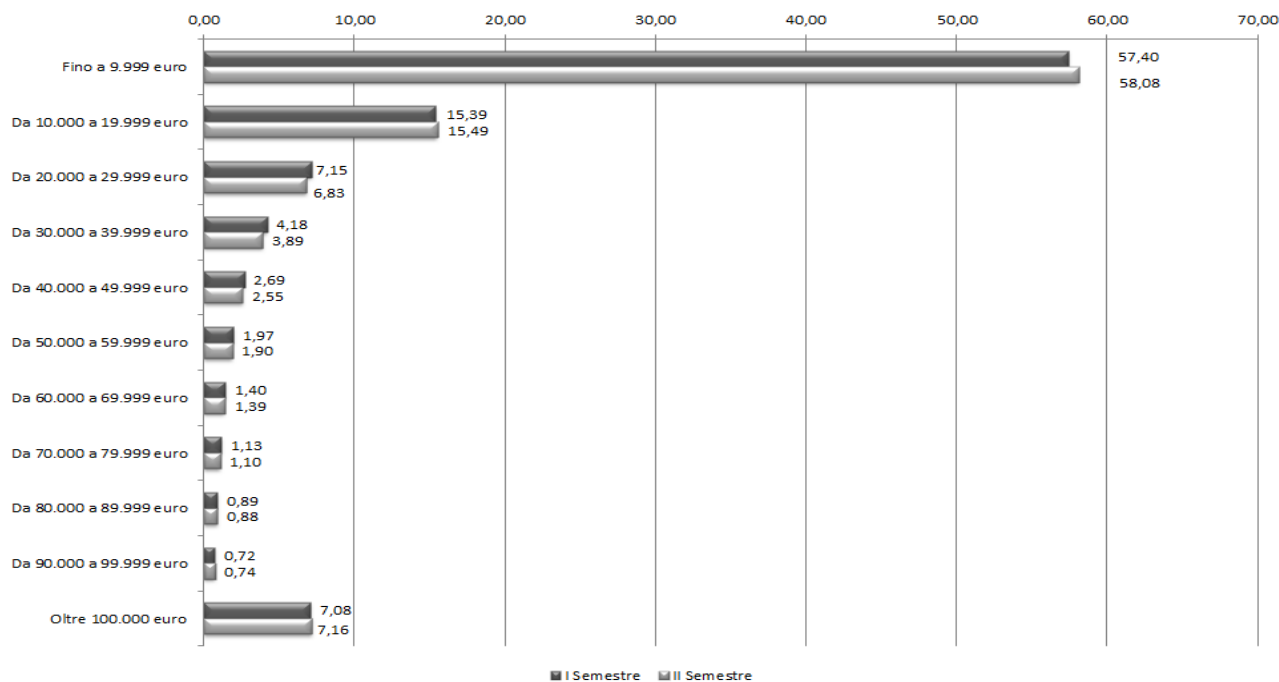 0,00 10,00 20,00 30,00 40,00 50,00 60,00 70,00
Fino a 9.999 euro
57,40
58,08
Da 10.000 a 19.999 euro
15,39
15,49
Da 20.000 a 29.999 euro
7,15
6,83
Da 30.000 a 39.999 euro
4,18
3,89
Da 40.000 a 49.999 euro
2,69
2,55
Da 50.000 a 59.999 euro
1,97
1,90
Da 60.000 a 69.999 euro
1,40
1,39
Da 70.000 a 79.999 euro
1,13
1,10
Da 80.000 a 89.999 euro
0,89
0,88
Da 90.000 a 99.999 euro
0,72
0,74
Oltre 100.000 euro
7,08
7,16
I Semestre II Semestre